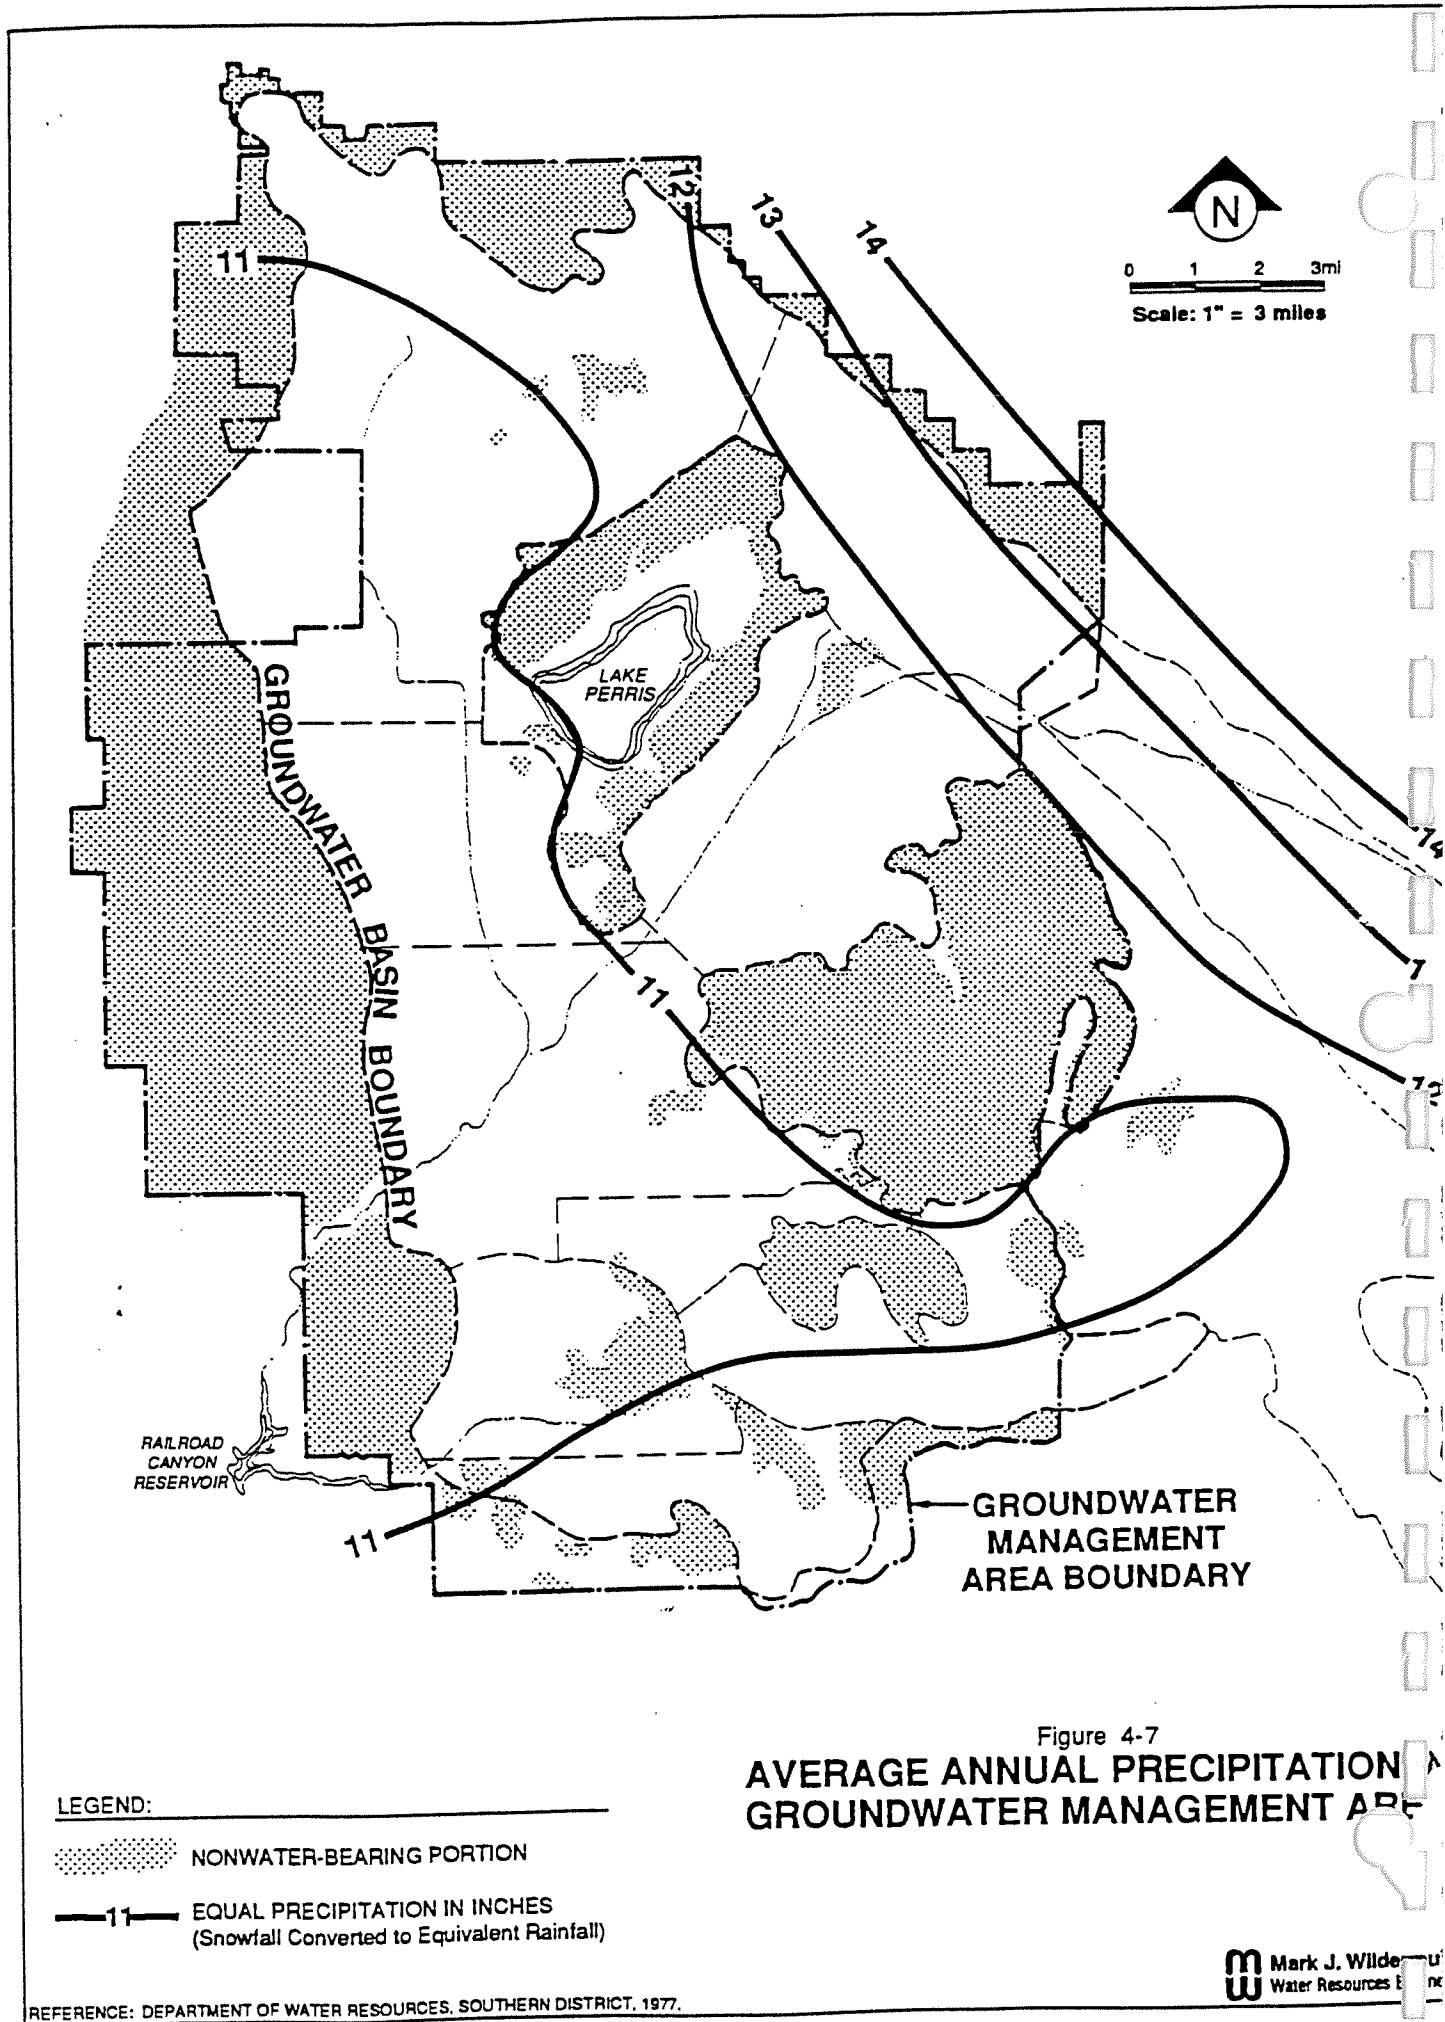 12
13
14
11
N
0 1 2 3mi
Scale: 1" = 3 miles
LAKE
PERRIS
GROUNDWATER BASIN BOUNDARY
14
11
RAILROAD
CANYON
RESERVOIR
11
GROUNDWATER
MANAGEMENT
AREA BOUNDARY
Figure 4-7
AVERAGE ANNUAL PRECIPITATION
GROUNDWATER MANAGEMENT
LEGEND:
NONWATER-BEARING PORTION
11
EQUAL PRECIPITATION IN INCHES
(Snowfall Converted to Equivalent Rainfall)
Mark J.
Water Resources
REFERENCE: DEPARTMENT OF WATER RESOURCES, SOUTHERN DISTRICT, 1977.